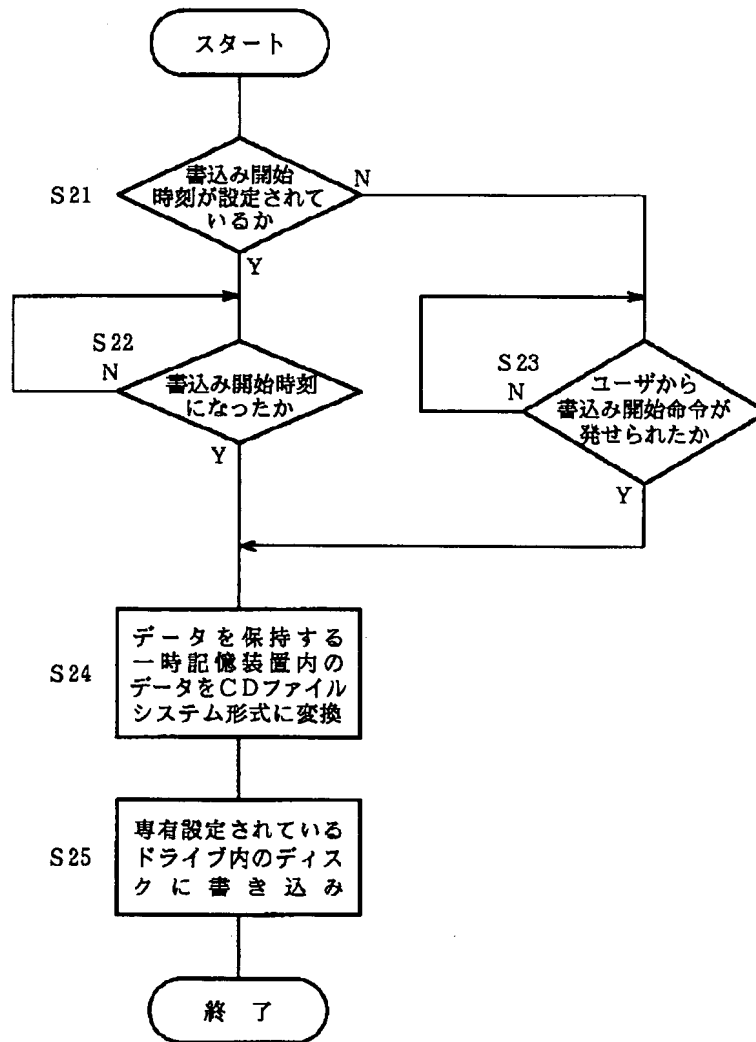 スタート
S21
書込み開始
時刻が設定されて
いるか
N
Y
S22
N
書込み開始時刻
になったか
Y
S23
N
ユーザから
書込み開始命令が
発せられたか
Y
S24
データを保持する
一時記憶装置内の
データをCDファイル
システム形式に変換
S25
専有設定されている
ドライブ内のディス
クに書き込み
終了